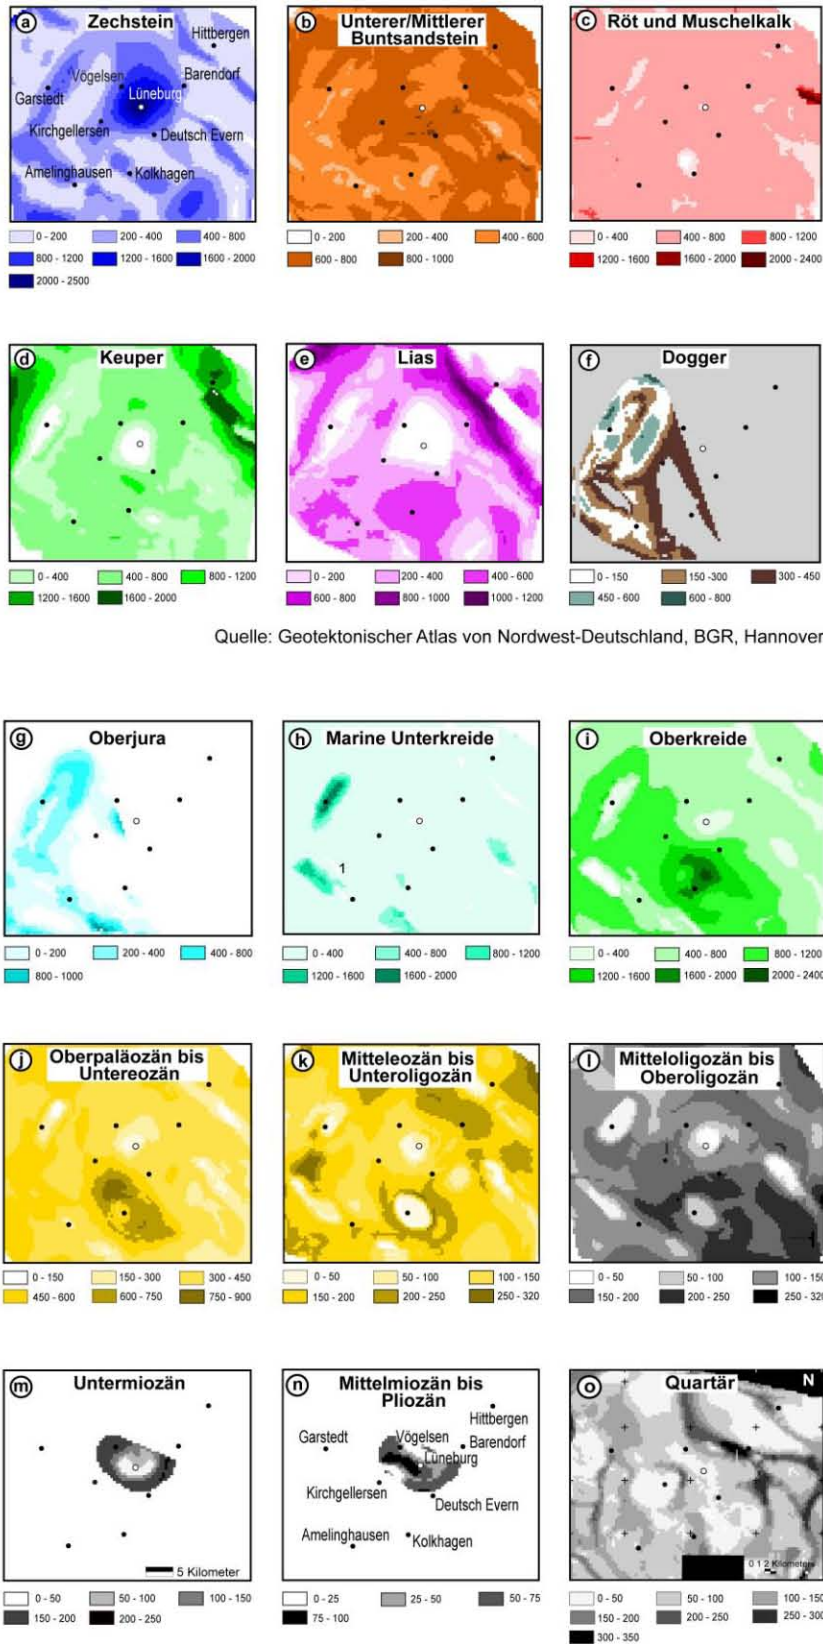 a Zechstein
Hittbergen
Vögelsen Barendorf
Garstedt Lüneburg
Kirchgellersen Deutsch Evern
Amelinghausen Kolkhagen
0 - 200 200 - 400 400 - 800
800 - 1200 1200 - 1600 1600 - 2000
2000 - 2500
b Unterer/Mittlerer
Buntsandstein
0 - 200 200 - 400 400 - 600
600 - 800 800 - 1000
c Röt und Muschelkalk
0 - 400 400 - 800 800 - 1200
1200 - 1600 1600 - 2000 2000 - 2400
d Keuper
0 - 400 400 - 800 800 - 1200
1200 - 1600 1600 - 2000
e Lias
0 - 200 200 - 400 400 - 600
600 - 800 800 - 1000 1000 - 1200
f Dogger
0 - 150 150 - 300 300 - 450
450 - 600 600 - 800
Quelle: Geotektonischer Atlas von Nordwest-Deutschland, BGR, Hannover
g Oberjura
0 - 200 200 - 400 400 - 800
800 - 1000
h Marine Unterkreide
1
0 - 400 400 - 800 800 - 1200
1200 - 1600 1600 - 2000
i Oberkreide
0 - 400 400 - 800 800 - 1200
1200 - 1600 1600 - 2000 2000 - 2400
j Oberpaläozän bis
Untereozän
0 - 150 150 - 300 300 - 450
450 - 600 600 - 750 750 - 900
k Mitteleozän bis
Unteroligozän
0 - 50 50 - 100 100 - 150
150 - 200 200 - 250 250 - 320
l Mitteloligozän bis
Oberoligozän
0 - 50 50 - 100 100 - 150
150 - 200 200 - 250 250 - 320
m Untermiozän
5 Kilometer
0 - 50 50 - 100 100 - 150
150 - 200 200 - 250
n Mittelmiozän bis
Pliozän
Hittbergen
Garstedt Vögelsen Barendorf
Lüneburg
Kirchgellersen Deutsch Evern
Amelinghausen Kolkhagen
0 - 25 25 - 50 50 - 75
75 - 100
o Quartär N
0 1 2 Kilometers
0 - 50 50 - 100 100 - 150
150 - 200 200 - 250 250 - 300
300 - 350